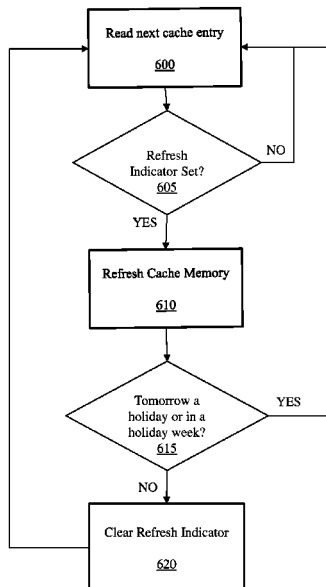 Read next cache entry
600
Refresh
Indicator Set?
605
NO
YES
Refresh Cache Memory
610
Tomorrow a
holiday or in a
holiday week?
615
YES
NO
Clear Refresh Indicator
620